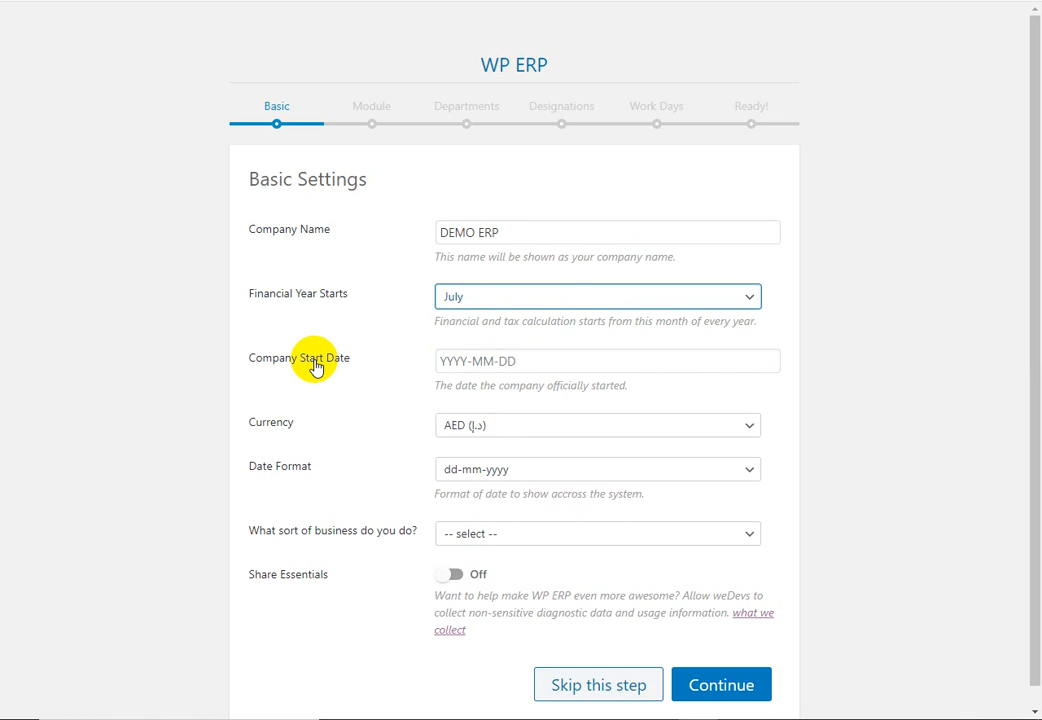 WP ERP
Basic Module Departments Designations Work Days Ready!
Basic Settings
Company Name DEMO ERP
This name will be shown as your company name.
Financial Year Starts July
Financial and tax calculation starts from this month of every year.
Company Start Date YYYY-MM-DD
The date the company officially started.
Currency AED (د.إ)
Date Format dd-mm-yyyy
Format of date to show accross the system.
What sort of business do you do? -- select --
Share Essentials Off
Want to help make WP ERP even more awesome? Allow weDevs to
collect non-sensitive diagnostic data and usage information. what we
collect
Skip this step Continue